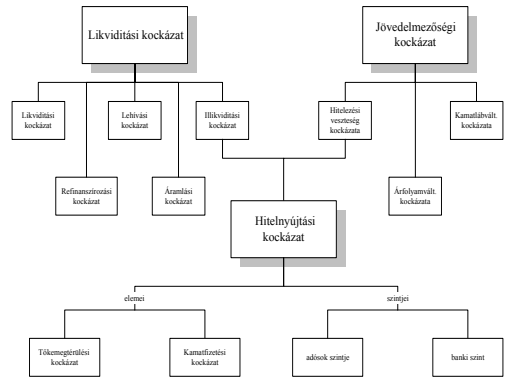 Likviditási kockázat
Jövedelmezőségi
kockázat
Likviditási
kockázat
Lehívási
kockázat
Illikviditási
kockázat
Hitelezési
veszteség
kockázata
Kamatlábvált.
kockázata
Refinanszírozási
kockázat
Áramlási
kockázat
Árfolyamvált.
kockázata
Hitelnyújtási
kockázat
elemei
szintjei
Tőkemegtérülési
kockázat
Kamatfizetési
kockázat
adósok szintje
banki szint